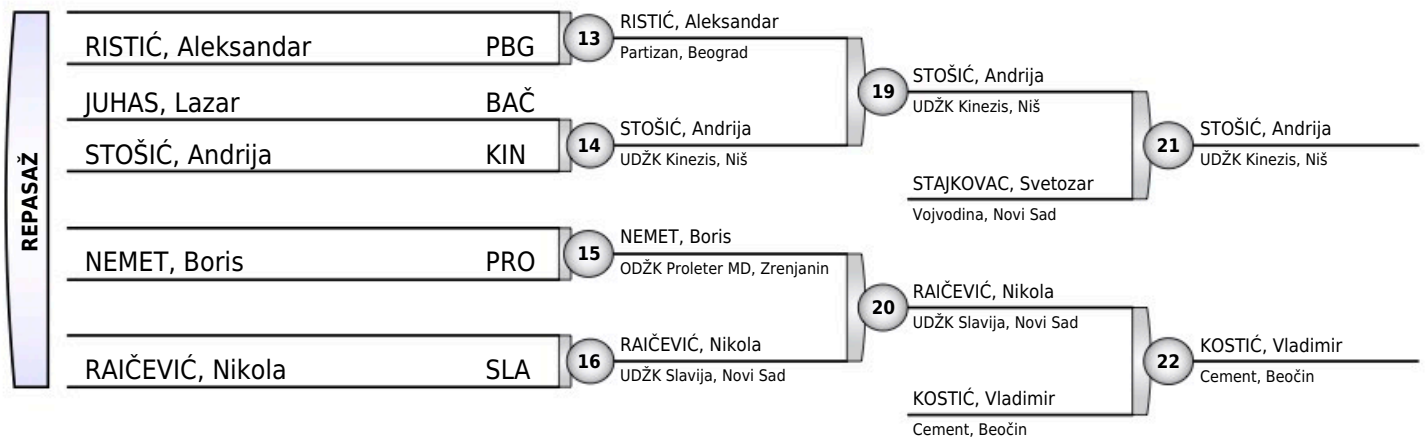 REPASAŽ
RISTIĆ, Aleksandar PBG
JUHAS, Lazar BAČ
STOŠIĆ, Andrija KIN
NEMET, Boris PRO
RAIČEVIĆ, Nikola SLA
13
RISTIĆ, Aleksandar
Partizan, Beograd
14
STOŠIĆ, Andrija
UDŽK Kinezis, Niš
15
NEMET, Boris
ODŽK Proleter MD, Zrenjanin
16
RAIČEVIĆ, Nikola
UDŽK Slavija, Novi Sad
19
STOŠIĆ, Andrija
UDŽK Kinezis, Niš
STAJKOVAC, Svetozar
Vojvodina, Novi Sad
20
RAIČEVIĆ, Nikola
UDŽK Slavija, Novi Sad
KOSTIĆ, Vladimir
Cement, Beočin
21
STOŠIĆ, Andrija
UDŽK Kinezis, Niš
22
KOSTIĆ, Vladimir
Cement, Beočin